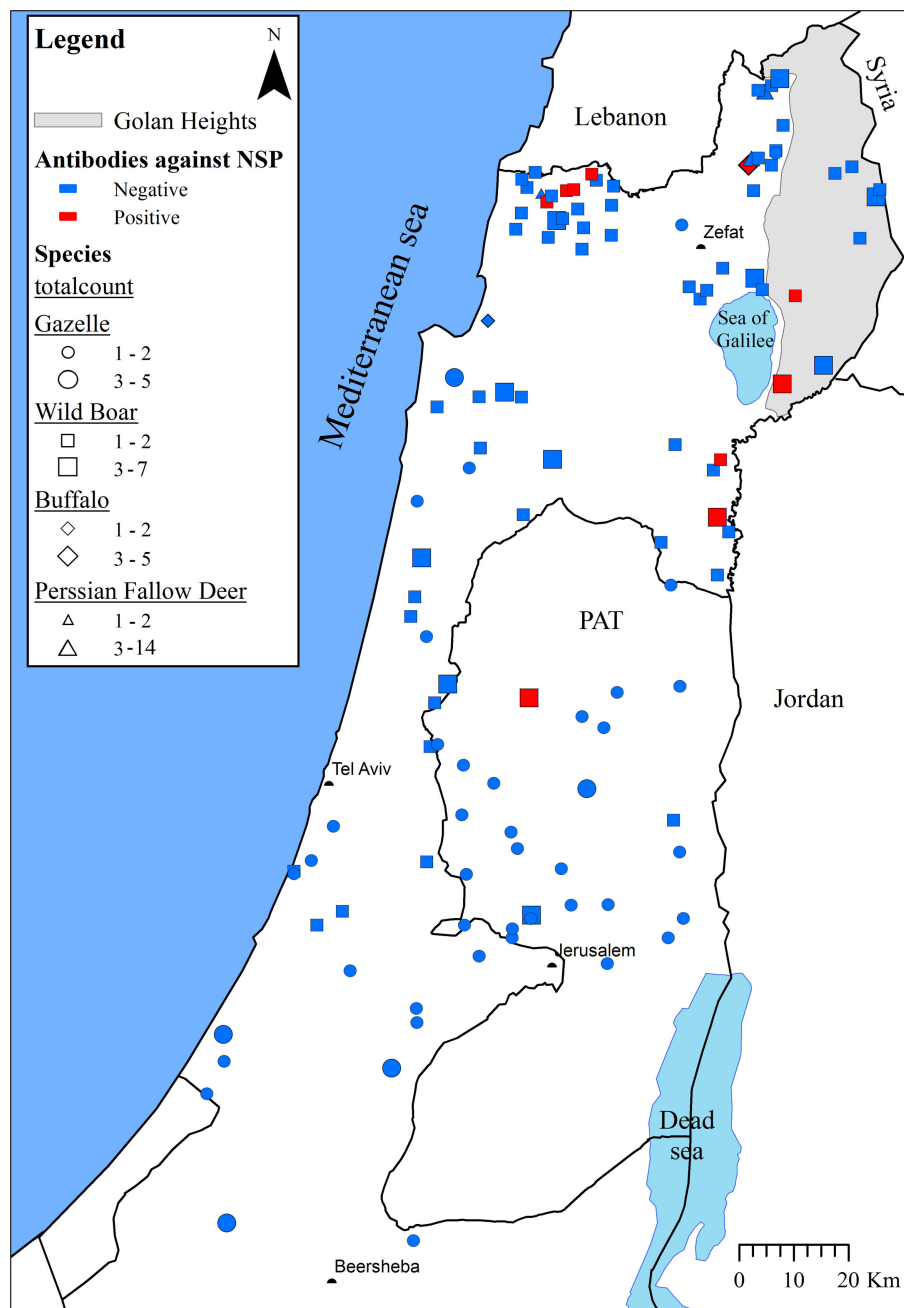 Legend
N
Golan Heights
Antibodies against NSP
Negative
Positive
Species
totalcount
Gazelle
1 - 2
3 - 5
Wild Boar
1 - 2
3 - 7
Buffalo
1 - 2
3 - 5
Perssian Fallow Deer
1 - 2
3 -14
Mediterranean sea
Lebanon
Syria
Zefat
Sea of
Galilee
PAT
Jordan
Tel Aviv
Jerusalem
Dead
sea
Beersheba
0 10 20 Km